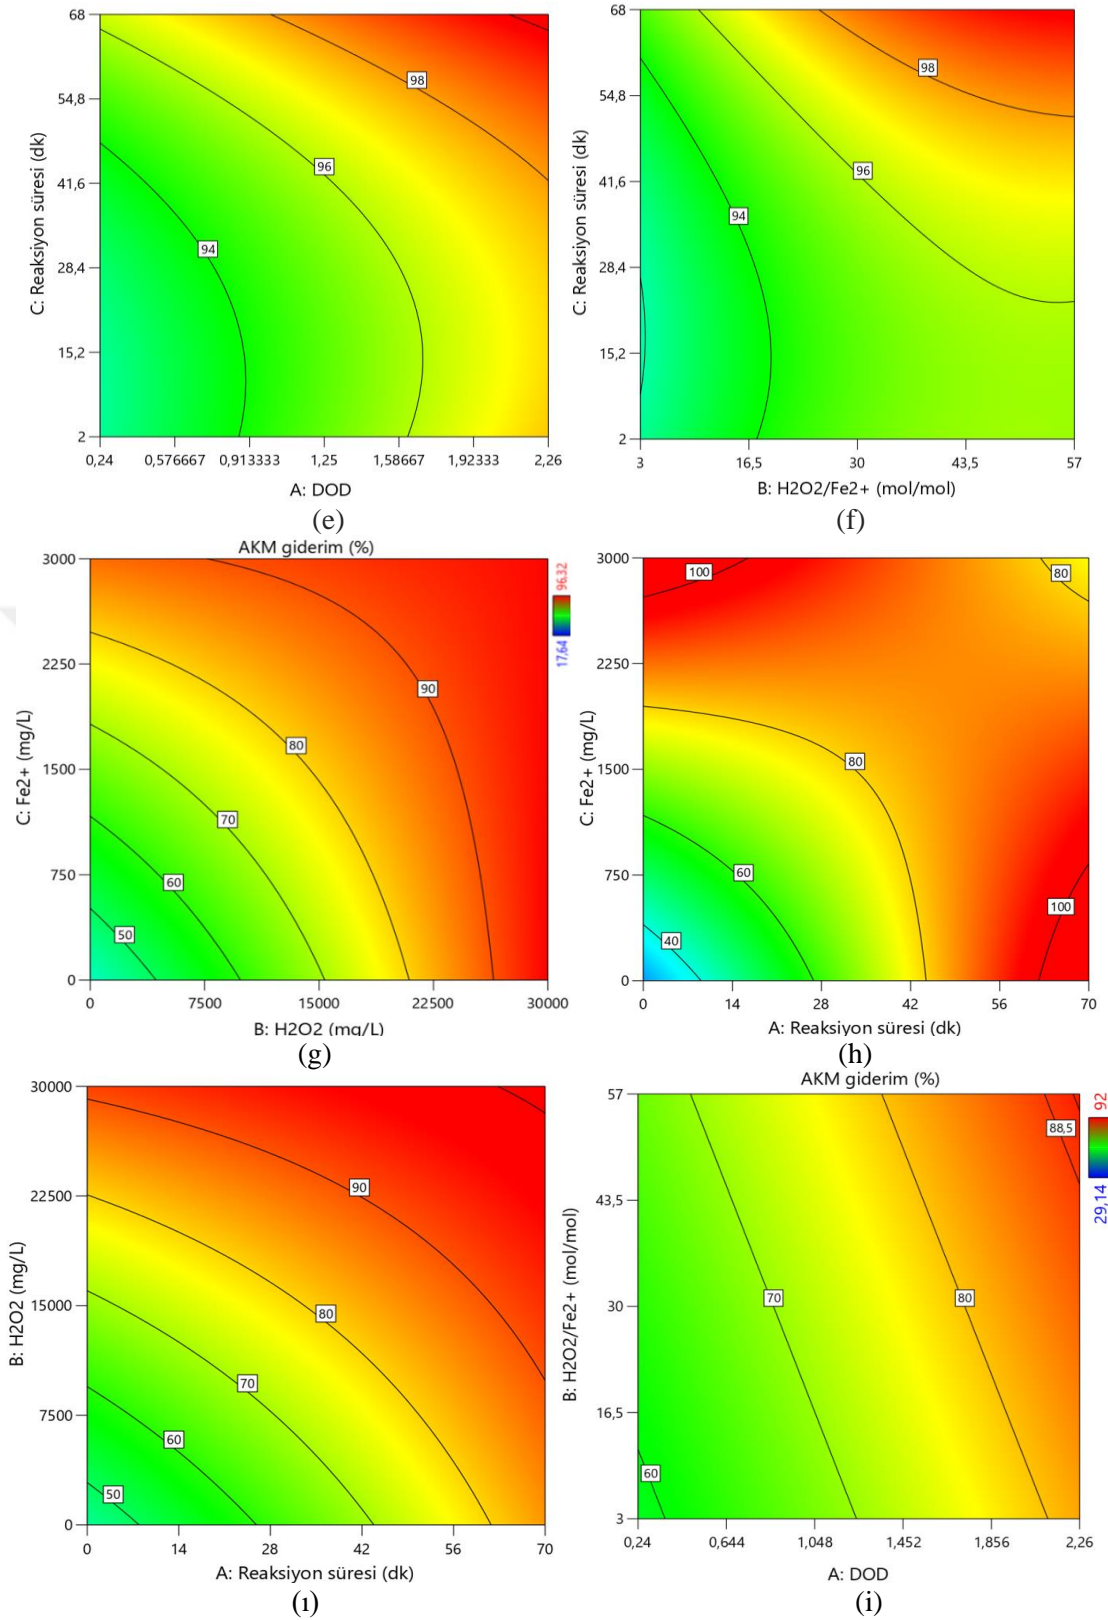 68
54,8
41,6
28,4
15,2
2
C: Reaksiyon süresi (dk)
98
96
94
0,24 0,576667 0,913333 1,25 1,58667 1,92333 2,26
A: DOD
(e)
68
54,8
41,6
28,4
15,2
2
C: Reaksiyon süresi (dk)
98
96
94
3 16,5 30 43,5 57
B: H2O2/Fe2+ (mol/mol)
(f)
AKM giderim (%)
3000
2250
1500
750
0
C: Fe2+ (mg/L)
90
80
70
60
50
0 7500 15000 22500 30000
B: H2O2 (mg/L)
96,32
17,64
(g)
3000
2250
1500
750
0
C: Fe2+ (mg/L)
100
80
80
60
100
40
0 14 28 42 56 70
A: Reaksiyon süresi (dk)
(h)
30000
22500
15000
7500
0
B: H2O2 (mg/L)
90
80
70
60
50
0 14 28 42 56 70
A: Reaksiyon süresi (dk)
(ı)
AKM giderim (%)
57
43,5
30
16,5
3
B: H2O2/Fe2+ (mol/mol)
88,5
70
80
60
0,24 0,644 1,048 1,452 1,856 2,26
A: DOD
92
29,14
(i)